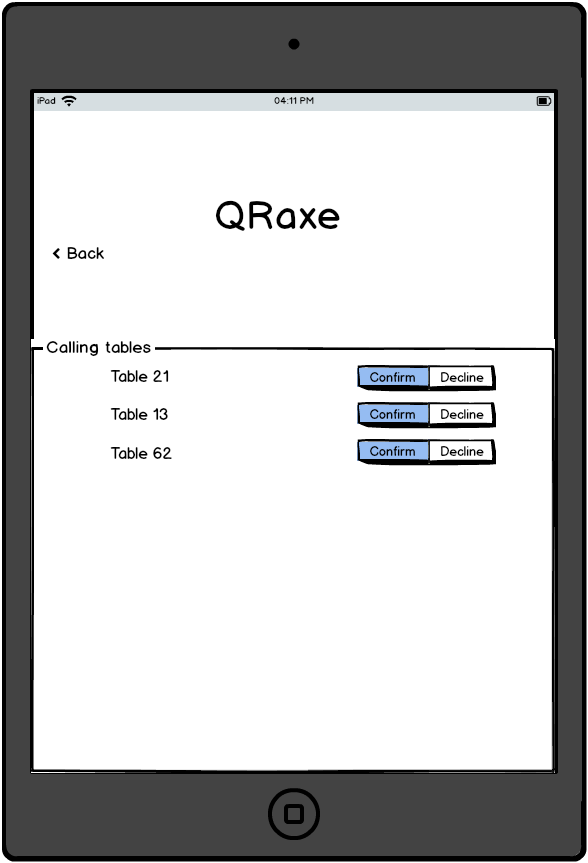 iPad 04:11 PM
QRaxe
Back
Calling tables
Table 21 Confirm Decline
Table 13 Confirm Decline
Table 62 Confirm Decline